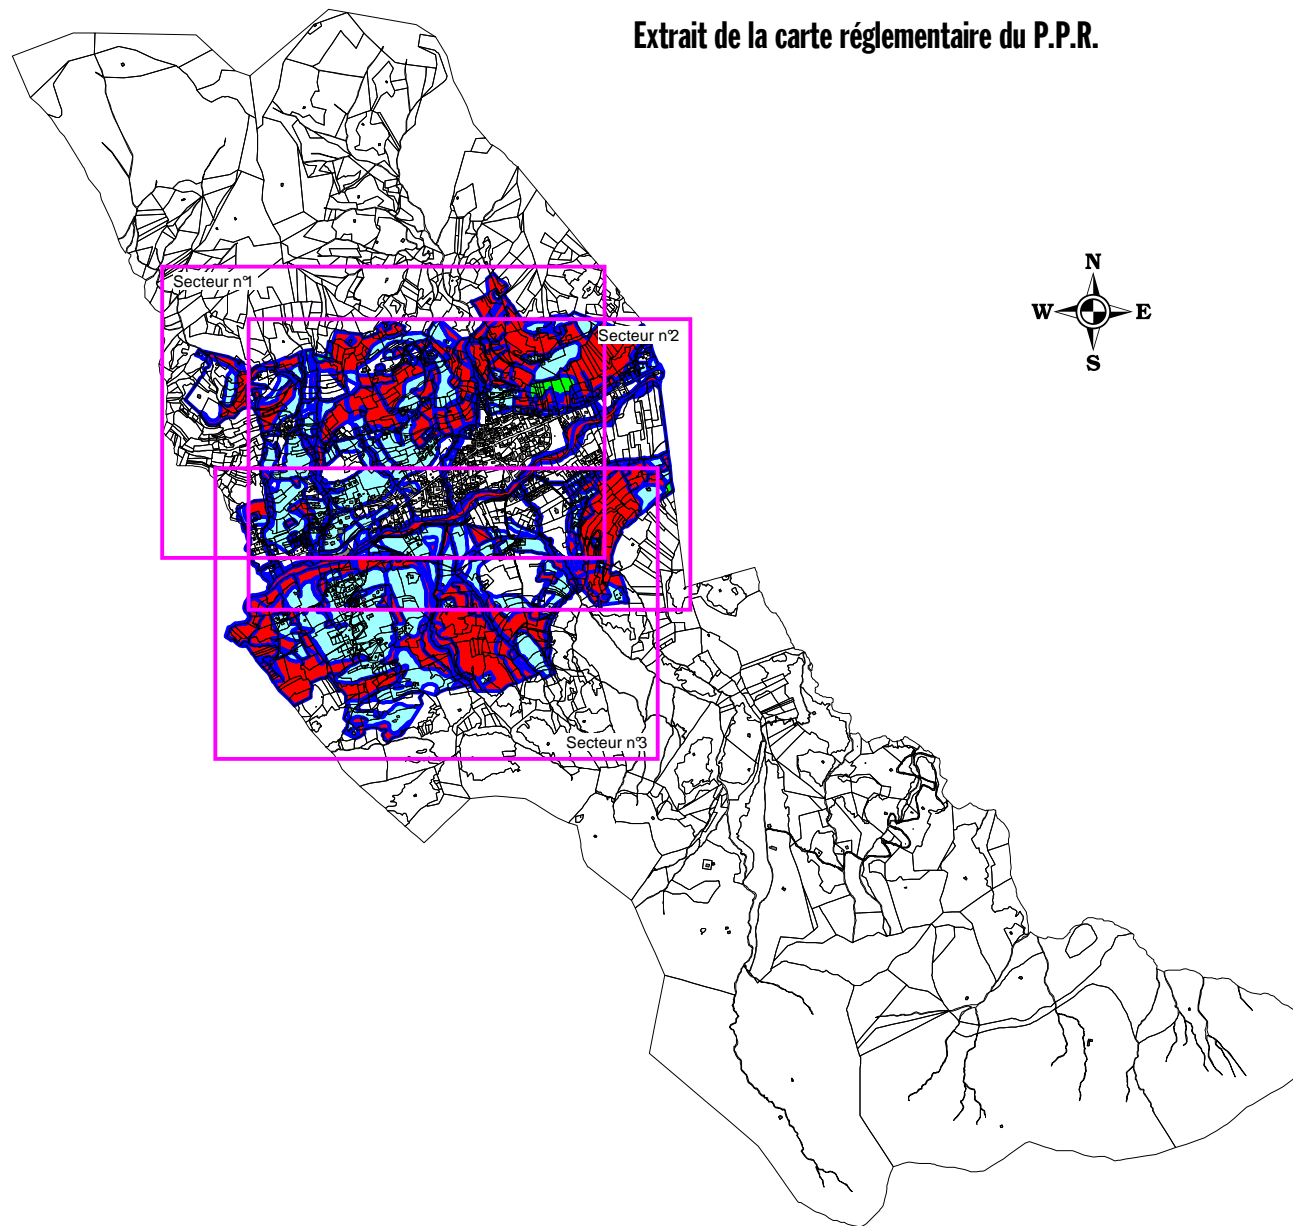 Extrait de la carte réglementaire du P.P.R.
N
W E
S
Secteur n°1
Secteur n°2
Secteur n°3